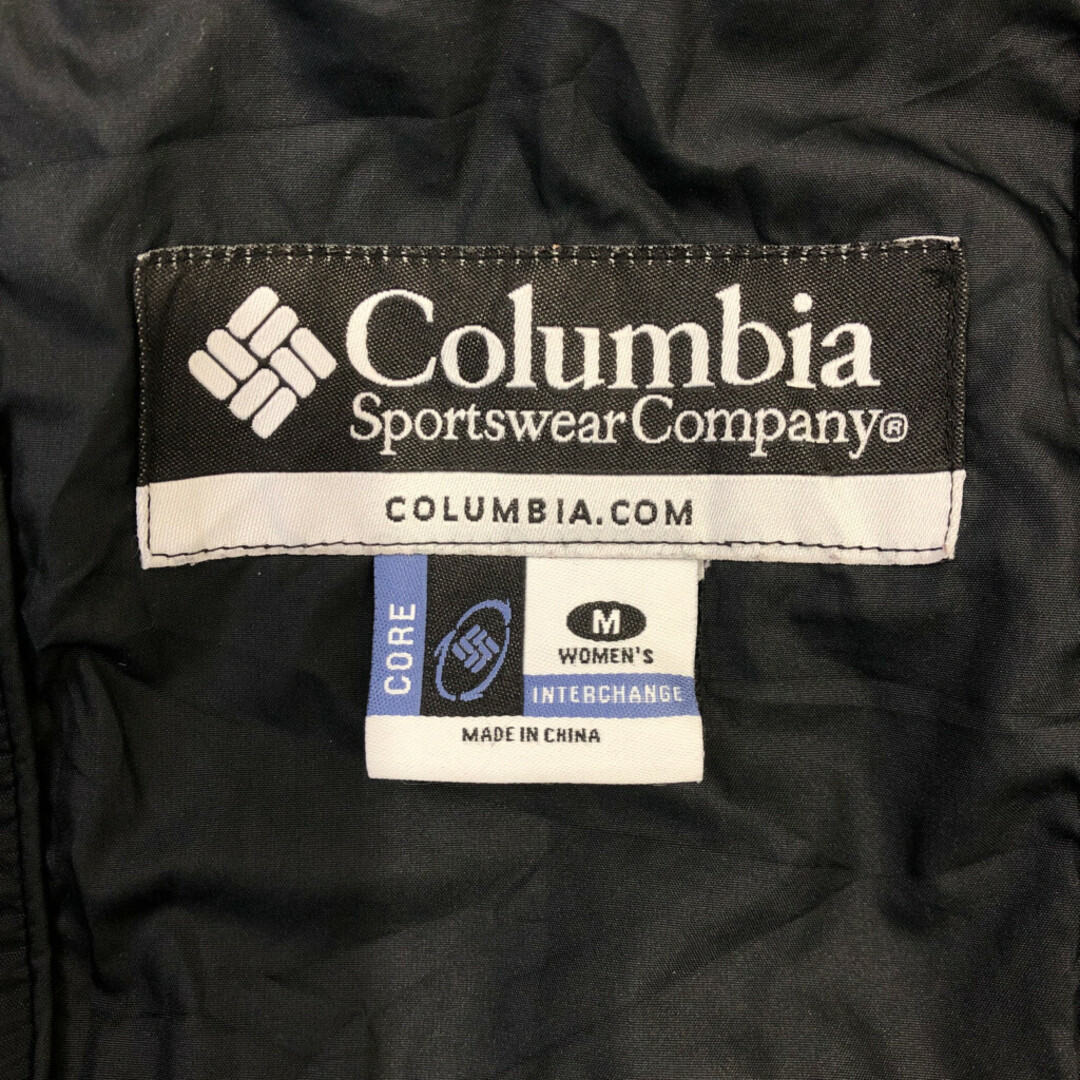 Columbia
Sportswear Company®
COLUMBIA.COM
CORE
M
WOMEN'S
INTERCHANGE
MADE IN CHINA